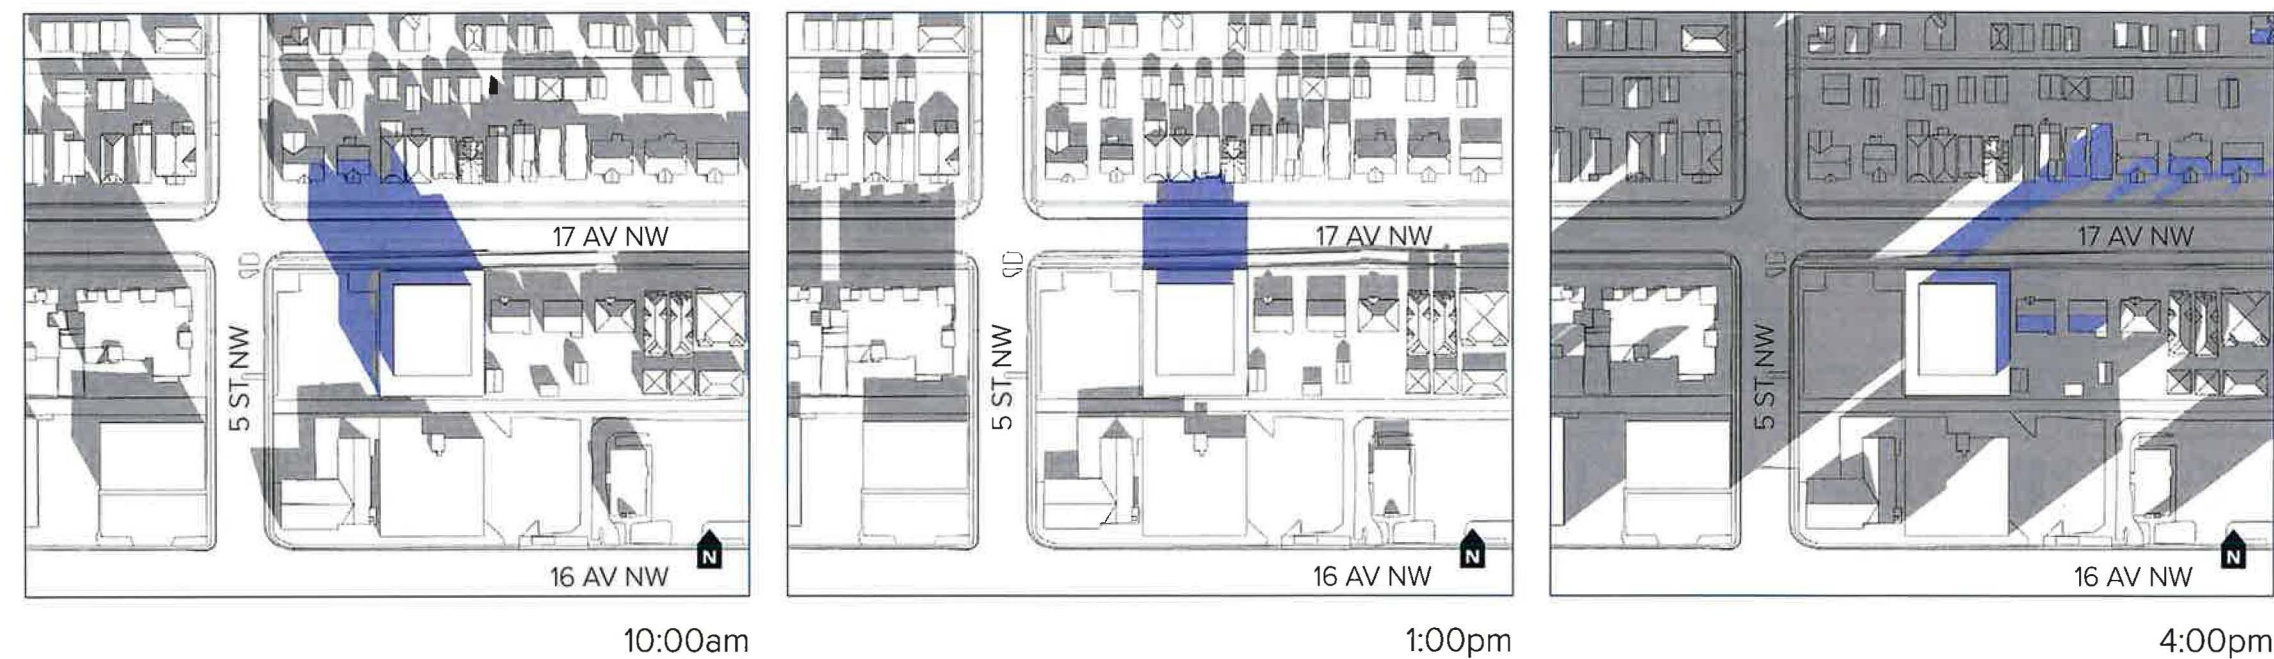 17 AV NW
5 ST NW
N
16 AV NW
10:00am
17 AV NW
5 ST NW
N
16 AV NW
1:00pm
17 AV NW
5 ST NW
N
16 AV NW
4:00pm